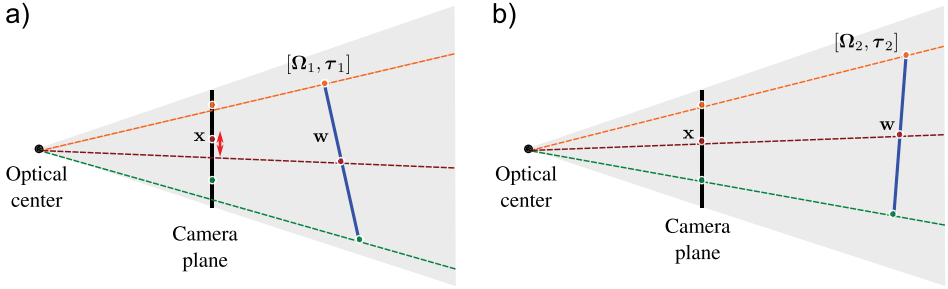 a)
[Ω₁, τ₁]
x
w
Optical
center
Camera
plane
b)
[Ω₂, τ₂]
x
w
Optical
center
Camera
plane